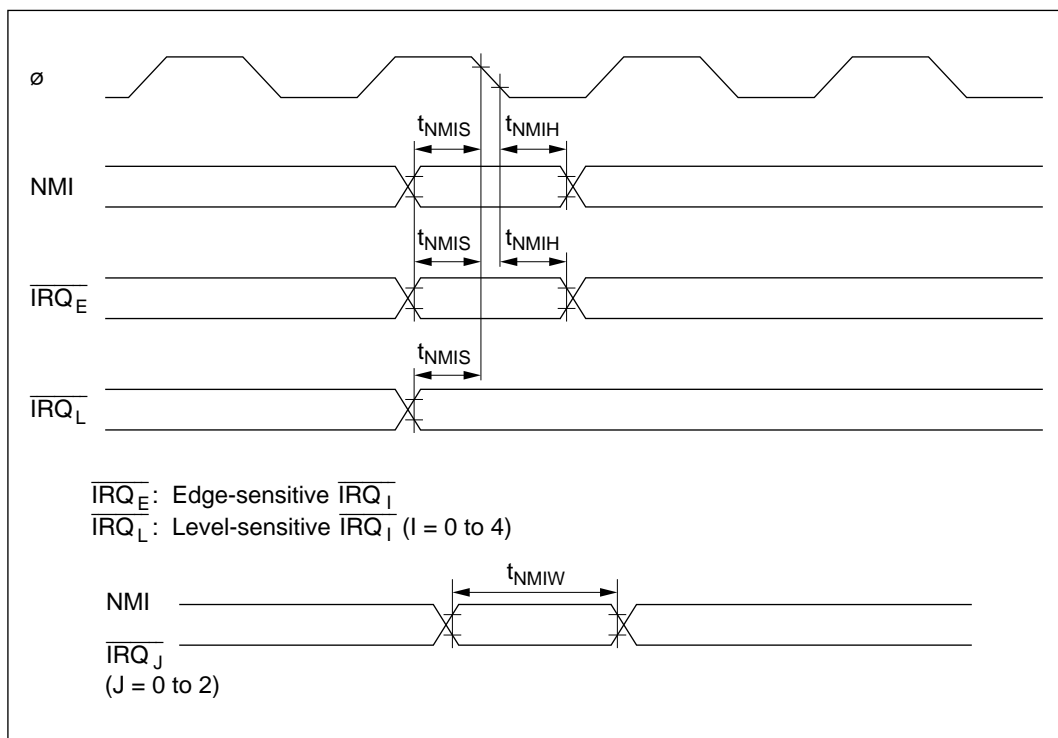 ø
tNMIS tNMIH
NMI
tNMIS tNMIH
IRQE
tNMIS
IRQL
IRQE: Edge-sensitive IRQI
IRQL: Level-sensitive IRQI (I = 0 to 4)
tNMIW
NMI
IRQJ
(J = 0 to 2)